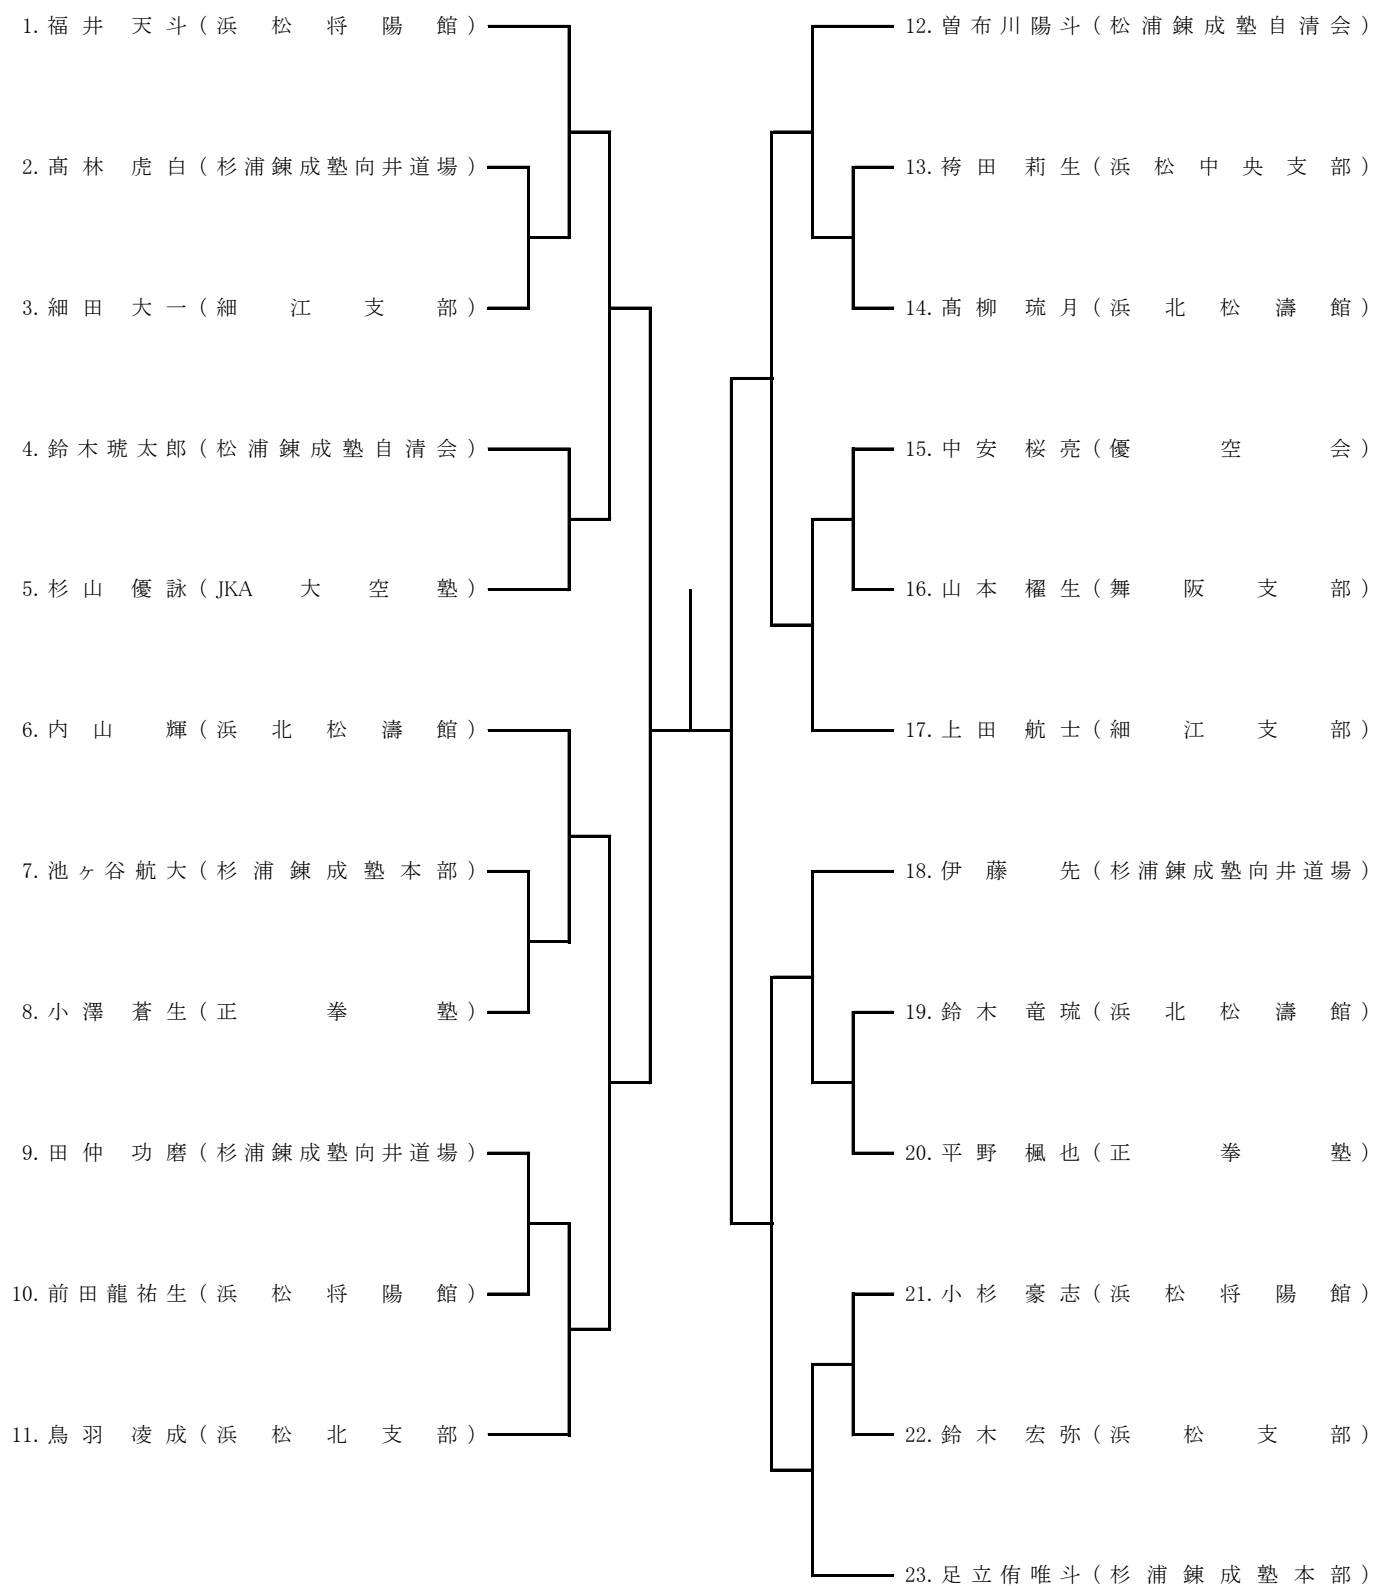 1. 福井 天斗(浜松将陽館)
2. 髙林 虎白(杉浦錬成塾向井道場)
3. 細田 大一(細江支部)
4. 鈴木琥太郎(松浦錬成塾自清会)
5. 杉山 優詠(JKA大空塾)
6. 内山 輝(浜北松濤館)
7. 池ヶ谷航大(杉浦錬成塾本部)
8. 小澤 蒼生(正拳塾)
9. 田仲 功磨(杉浦錬成塾向井道場)
10. 前田龍祐生(浜松将陽館)
11. 鳥羽 凌成(浜松北支部)
12. 曽布川陽斗(松浦錬成塾自清会)
13. 袴田 莉生(浜松中央支部)
14. 髙柳 琉月(浜北松濤館)
15. 中安 桜亮(優空会)
16. 山本 櫂生(舞阪支部)
17. 上田 航士(細江支部)
18. 伊藤 先(杉浦錬成塾向井道場)
19. 鈴木 竜琉(浜北松濤館)
20. 平野 楓也(正拳塾)
21. 小杉 豪志(浜松将陽館)
22. 鈴木 宏弥(浜松支部)
23. 足立侑唯斗(杉浦錬成塾本部)